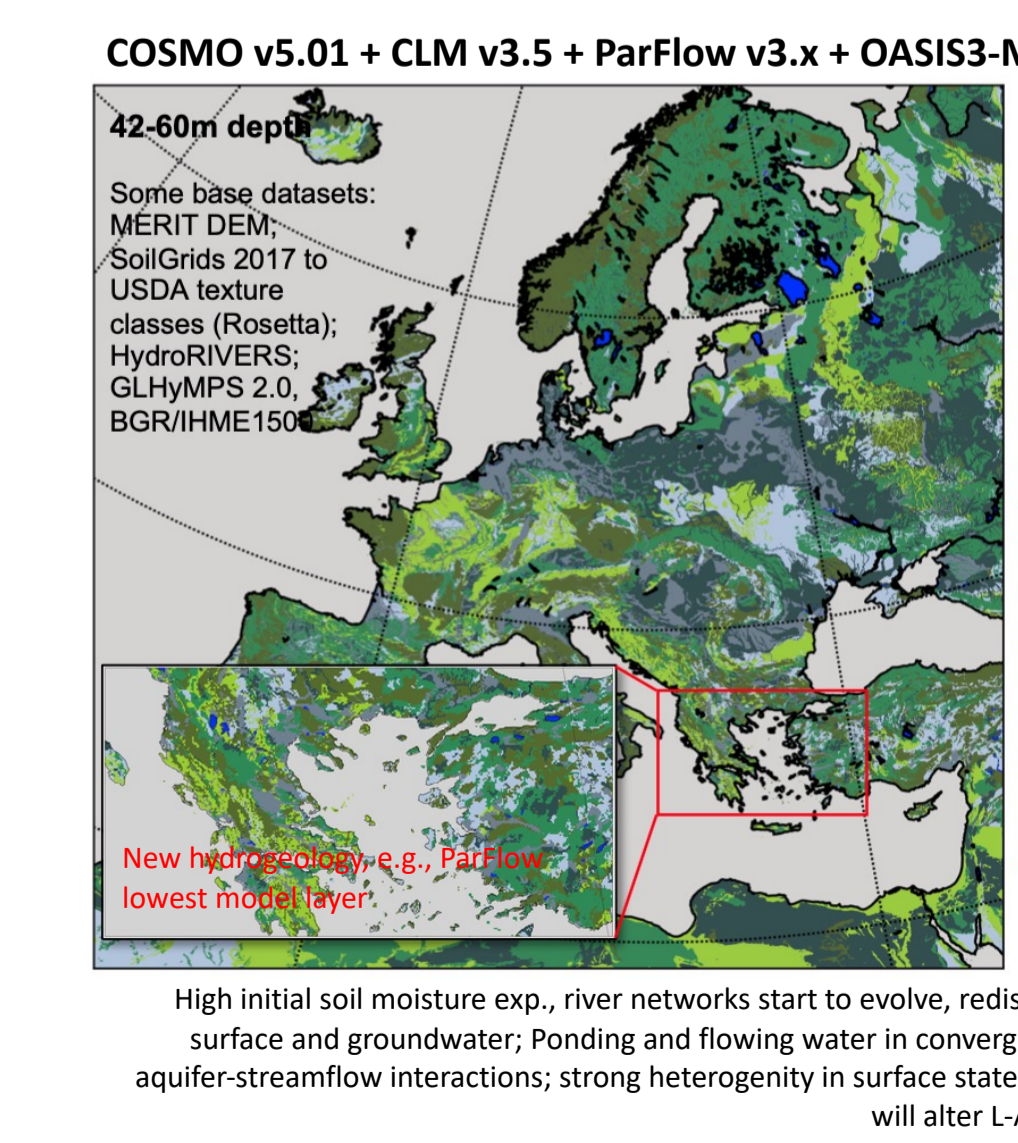 COSMO v5.01 + CLM v3.5 + ParFlow v3.x + OASIS3-M
42-60m depth
Some base datasets:
MERIT DEM;
SoilGrids 2017 to
USDA texture
classes (Rosetta);
HydroRIVERS;
GLHyMPS 2.0,
BGR/IHME1500
New hydrogeology, e.g., ParFlow
lowest model layer
High initial soil moisture exp., river networks start to evolve, redis
surface and groundwater; Ponding and flowing water in converg
aquifer-streamflow interactions; strong heterogenity in surface state
will alter L-A